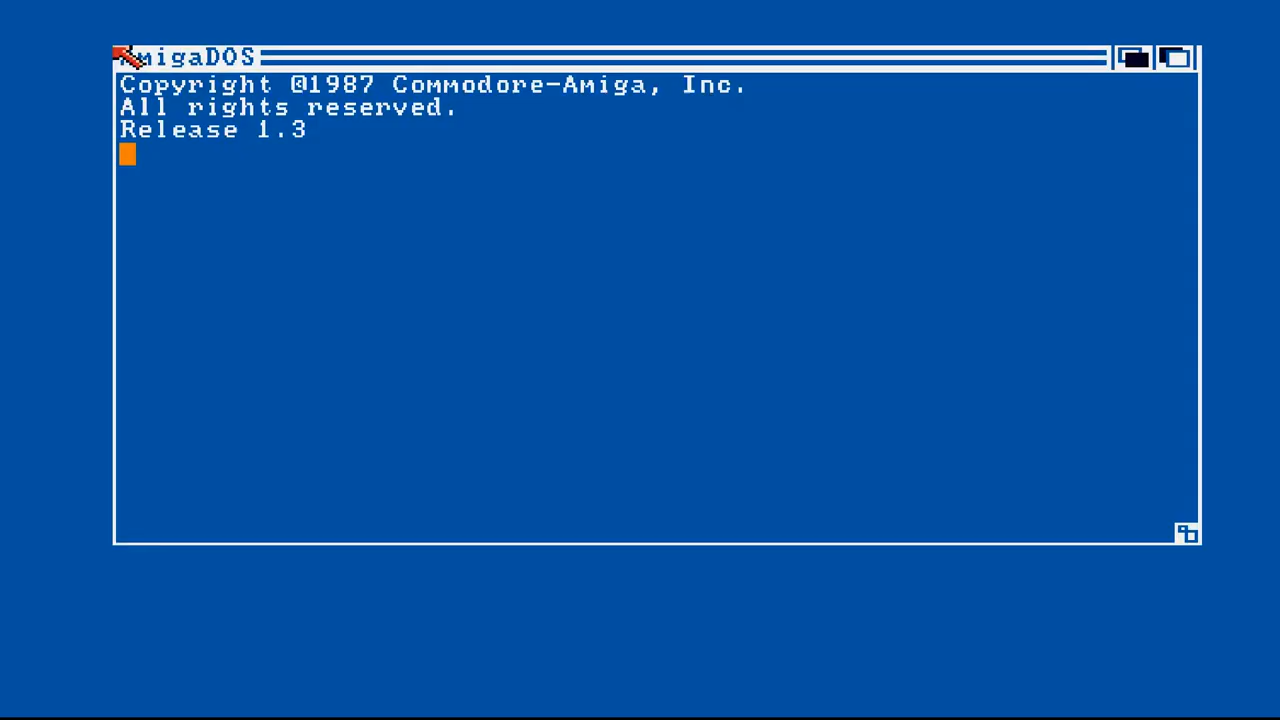 AmigaDOS
Copyright @1987 Commodore-Amiga, Inc.
All rights reserved.
Release 1.3